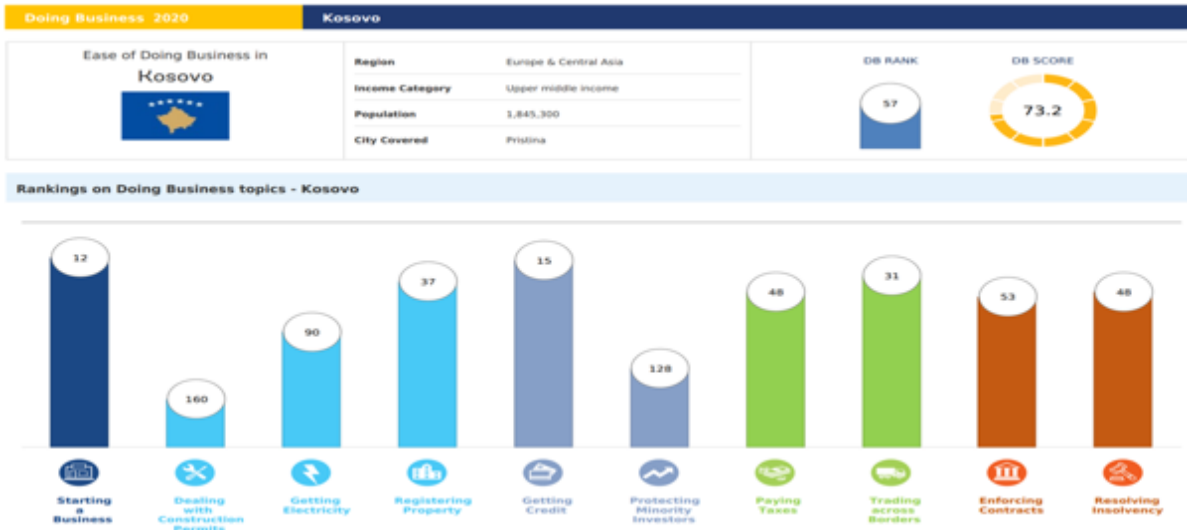 Doing Business 2020
Kosovo
Ease of Doing Business in
Kosovo
Region Europe & Central Asia
Income Category Upper middle income
Population 1,845,300
City Covered Pristina
DB RANK DB SCORE
57 73.2
Rankings on Doing Business topics - Kosovo
12 160 90 37 15 128 48 31 53 48
Starting
a
Business
Dealing
with
Construction
Permits
Getting
Electricity
Registering
Property
Getting
Credit
Protecting
Minority
Investors
Paying
Taxes
Trading
across
Borders
Enforcing
Contracts
Resolving
Insolvency